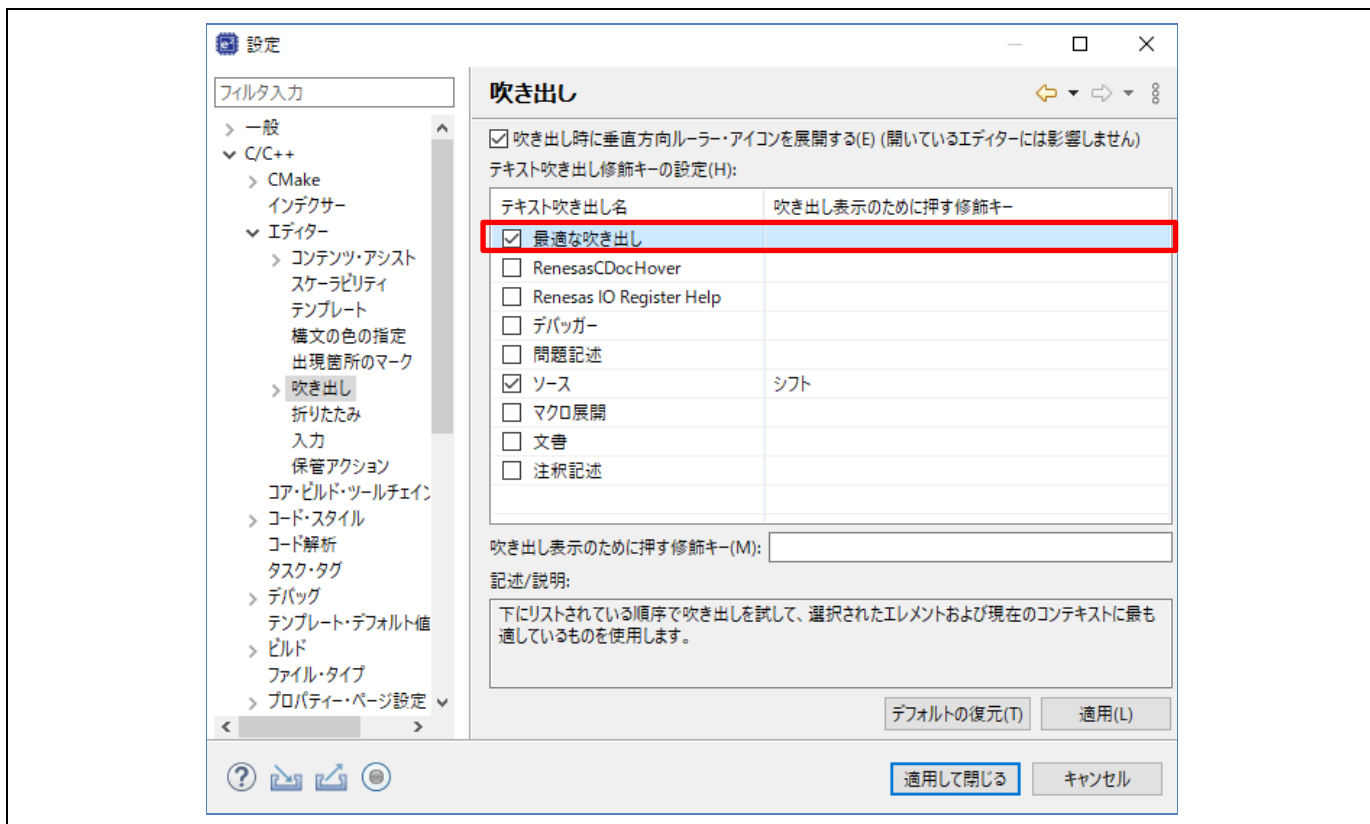 設定
フィルタ入力
一般
C/C++
CMake
インデクサー
エディター
コンテンツ・アシスト
スケーラビリティ
テンプレート
構文の色の指定
出現箇所のマーク
吹き出し
折りたたみ
入力
保管アクション
コア・ビルド・ツールチェイン
コード・スタイル
コード解析
タスク・タグ
デバッグ
テンプレート・デフォルト値
ビルド
ファイル・タイプ
プロパティー・ページ設定
吹き出し
吹き出し時に垂直方向ルーラー・アイコンを展開する(E) (開いているエディターには影響しません)
テキスト吹き出し修飾キーの設定(H):
テキスト吹き出し名 吹き出し表示のために押す修飾キー
最適な吹き出し
RenesasCDocHover
Renesas IO Register Help
デバッガー
問題記述
ソース シフト
マクロ展開
文書
注釈記述
吹き出し表示のために押す修飾キー(M):
記述/説明:
下にリストされている順序で吹き出しを試して、選択されたエレメントおよび現在のコンテキストに最も
適しているものを使用します。
デフォルトの復元(T) 適用(L)
適用して閉じる キャンセル